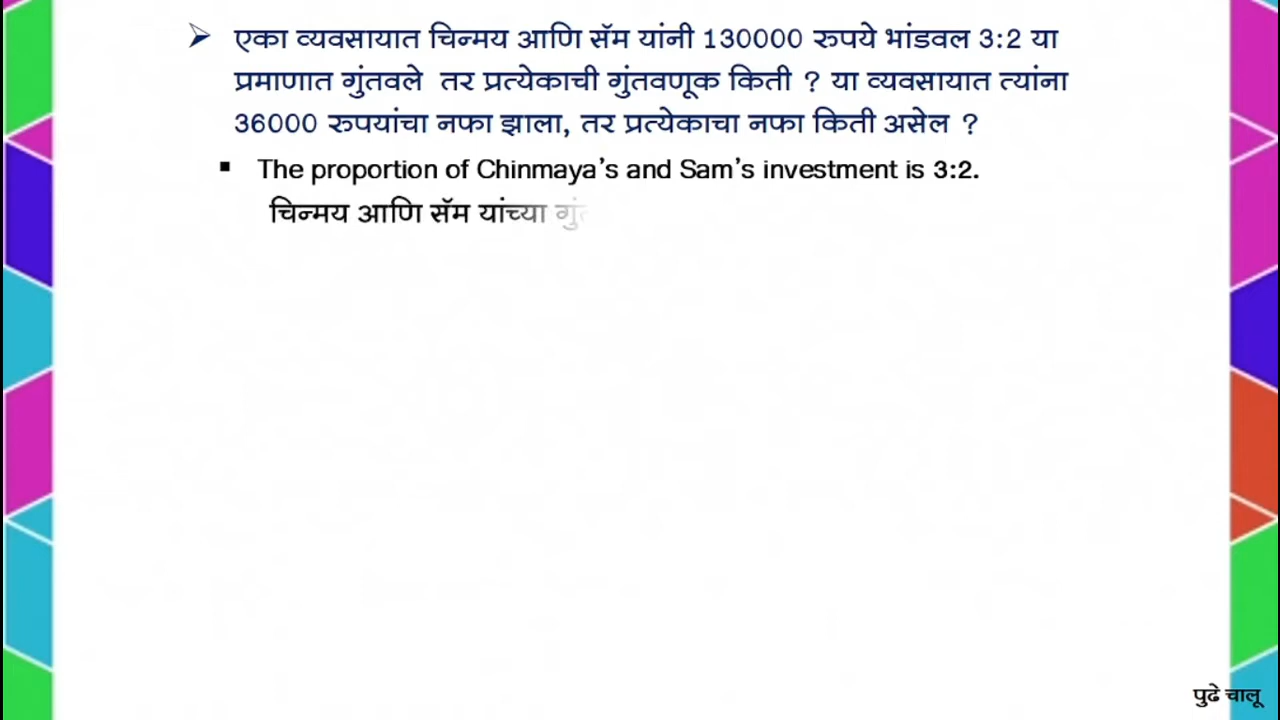 एका व्यवसायात चिन्मय आणि सॅम यांनी 130000 रुपये भांडवल 3:2 या
प्रमाणात गुंतवले तर प्रत्येकाची गुंतवणूक किती ? या व्यवसायात त्यांना
36000 रुपयांचा नफा झाला, तर प्रत्येकाचा नफा किती असेल ?
The proportion of Chinmaya's and Sam's investment is 3:2.
चिन्मय आणि सॅम यांच्या
पुढे चालू